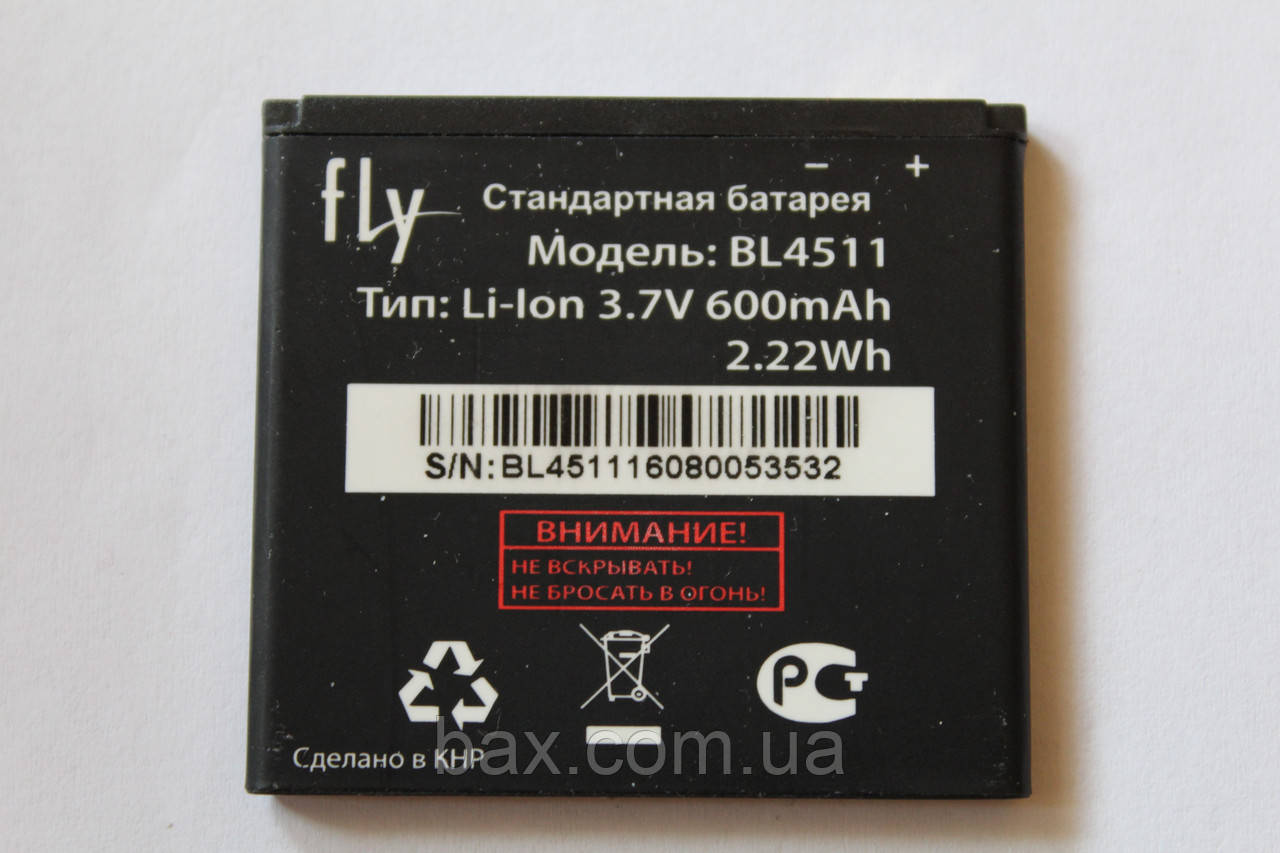 fly
− +
Стандартная батарея
Модель: BL4511
Тип: Li-Ion 3.7V 600mAh
2.22Wh
S/N: BL451116080053532
ВНИМАНИЕ!
НЕ ВСКРЫВАТЬ!
НЕ БРОСАТЬ В ОГОНЬ!
РСТ
Сделано в КНР
bax.com.ua